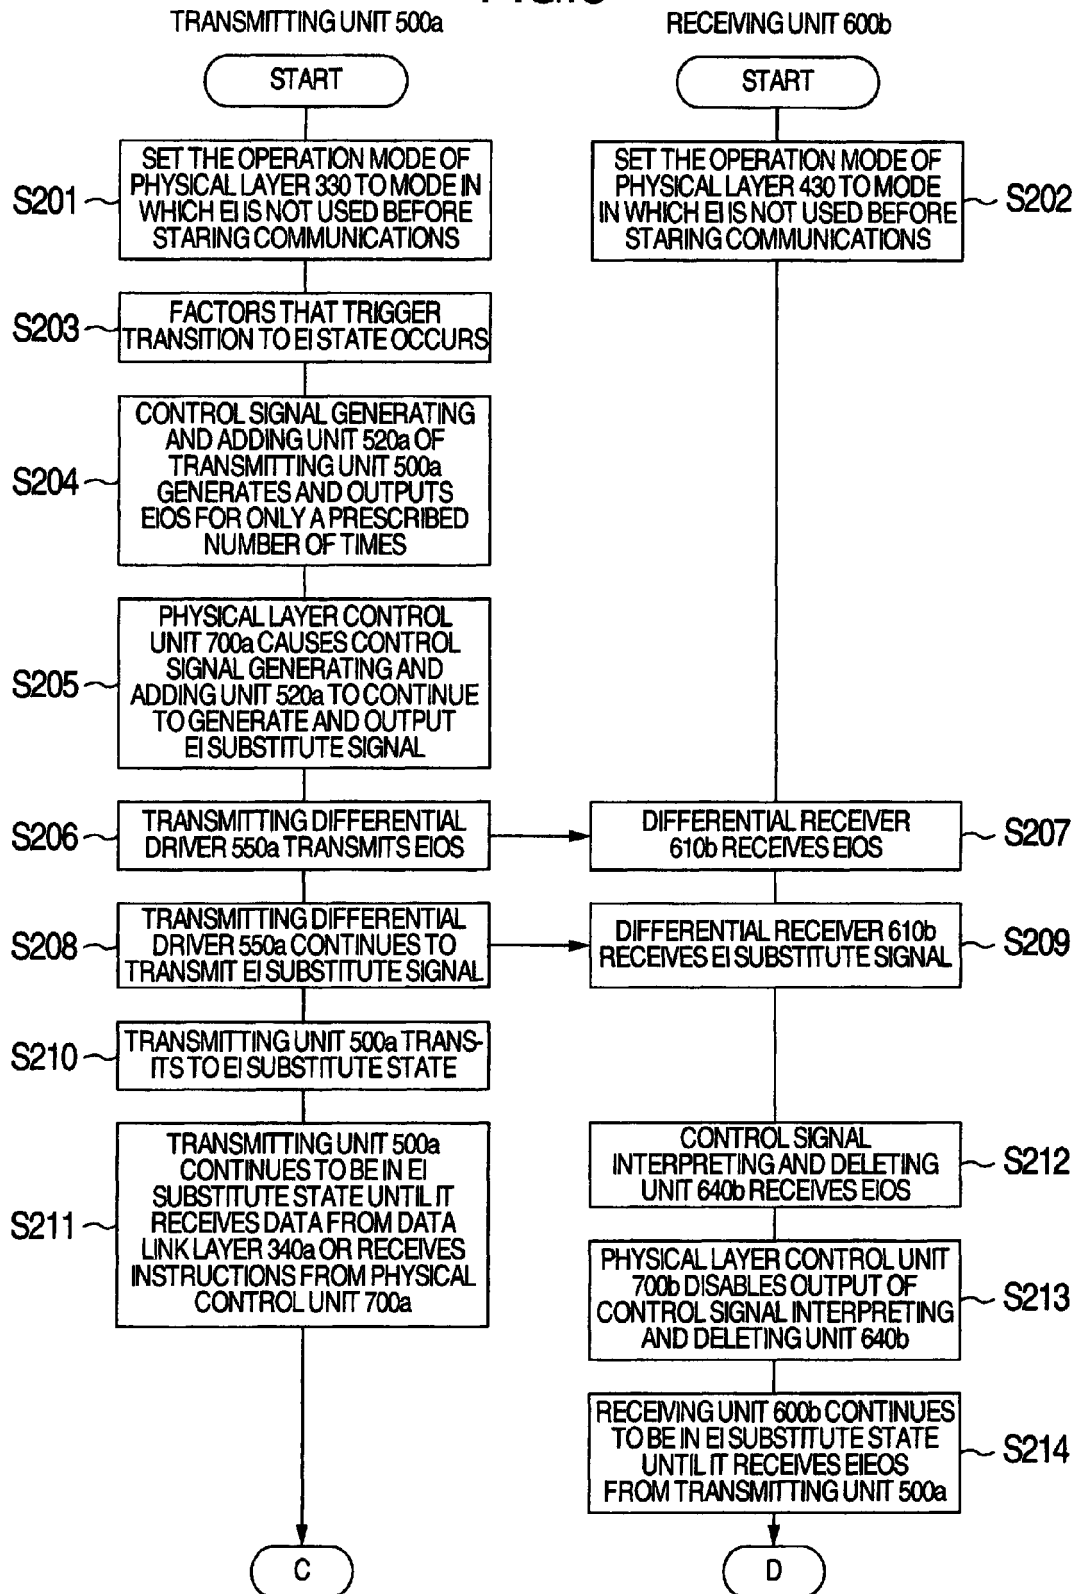 TRANSMITTING UNIT 500a
START
S201
SET THE OPERATION MODE OF
PHYSICAL LAYER 330 TO MODE IN
WHICH EI IS NOT USED BEFORE
STARING COMMUNICATIONS
S203
FACTORS THAT TRIGGER
TRANSITION TO EI STATE OCCURS
S204
CONTROL SIGNAL GENERATING
AND ADDING UNIT 520a OF
TRANSMITTING UNIT 500a
GENERATES AND OUTPUTS
EIOS FOR ONLY A PRESCRIBED
NUMBER OF TIMES
S205
PHYSICAL LAYER CONTROL
UNIT 700a CAUSES CONTROL
SIGNAL GENERATING AND
ADDING UNIT 520a TO CONTINUE
TO GENERATE AND OUTPUT
EI SUBSTITUTE SIGNAL
S206
TRANSMITTING DIFFERENTIAL
DRIVER 550a TRANSMITS EIOS
S208
TRANSMITTING DIFFERENTIAL
DRIVER 550a CONTINUES TO
TRANSMIT EI SUBSTITUTE SIGNAL
S210
TRANSMITTING UNIT 500a TRANS-
ITS TO EI SUBSTITUTE STATE
S211
TRANSMITTING UNIT 500a
CONTINUES TO BE IN EI
SUBSTITUTE STATE UNTIL IT
RECEIVES DATA FROM DATA
LINK LAYER 340a OR RECEIVES
INSTRUCTIONS FROM PHYSICAL
CONTROL UNIT 700a
C
RECEIVING UNIT 600b
START
SET THE OPERATION MODE OF
PHYSICAL LAYER 430 TO MODE
IN WHICH EI IS NOT USED BEFORE
STARING COMMUNICATIONS
S202
DIFFERENTIAL RECEIVER
610b RECEIVES EIOS
S207
DIFFERENTIAL RECEIVER 610b
RECEIVES EI SUBSTITUTE SIGNAL
S209
CONTROL SIGNAL
INTERPRETING AND DELETING
UNIT 640b RECEIVES EIOS
S212
PHYSICAL LAYER CONTROL UNIT
700b DISABLES OUTPUT OF
CONTROL SIGNAL INTERPRETING
AND DELETING UNIT 640b
S213
RECEIVING UNIT 600b CONTINUES
TO BE IN EI SUBSTITUTE STATE
UNTIL IT RECEIVES EIEOS
FROM TRANSMITTING UNIT 500a
S214
D